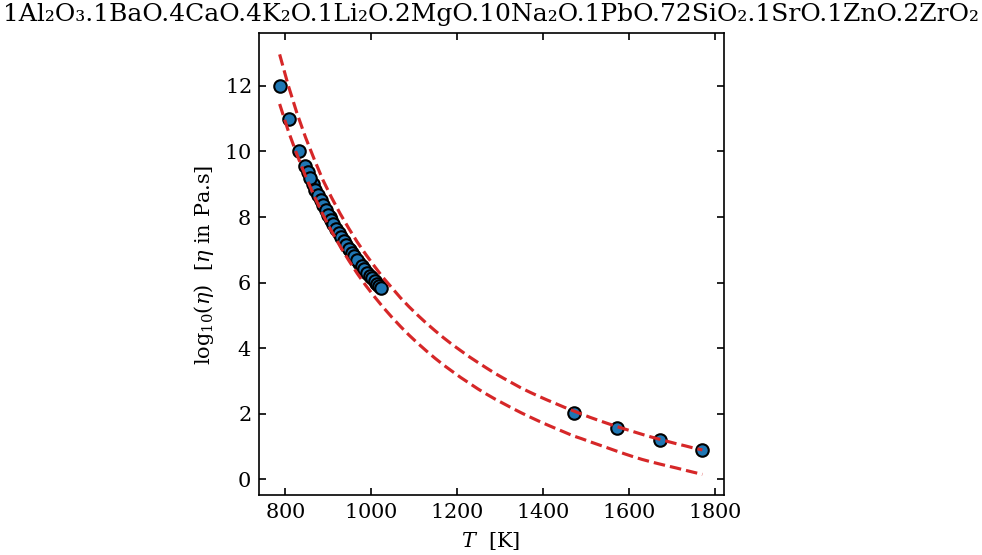 1Al₂O₃.1BaO.4CaO.4K₂O.1Li₂O.2MgO.10Na₂O.1PbO.72SiO₂.1SrO.1ZnO.2ZrO₂
12
10
8
6
4
2
0
log₁₀(η) [η in Pa.s]
800 1000 1200 1400 1600 1800
T [K]